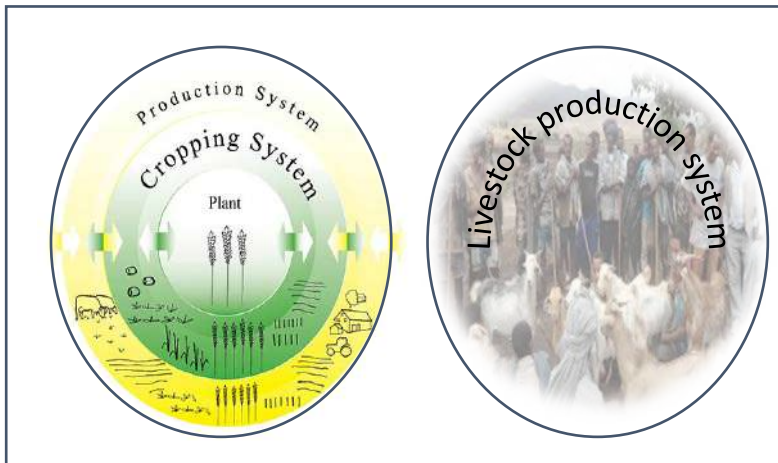 Production System
Cropping System
Plant
Livestock production system